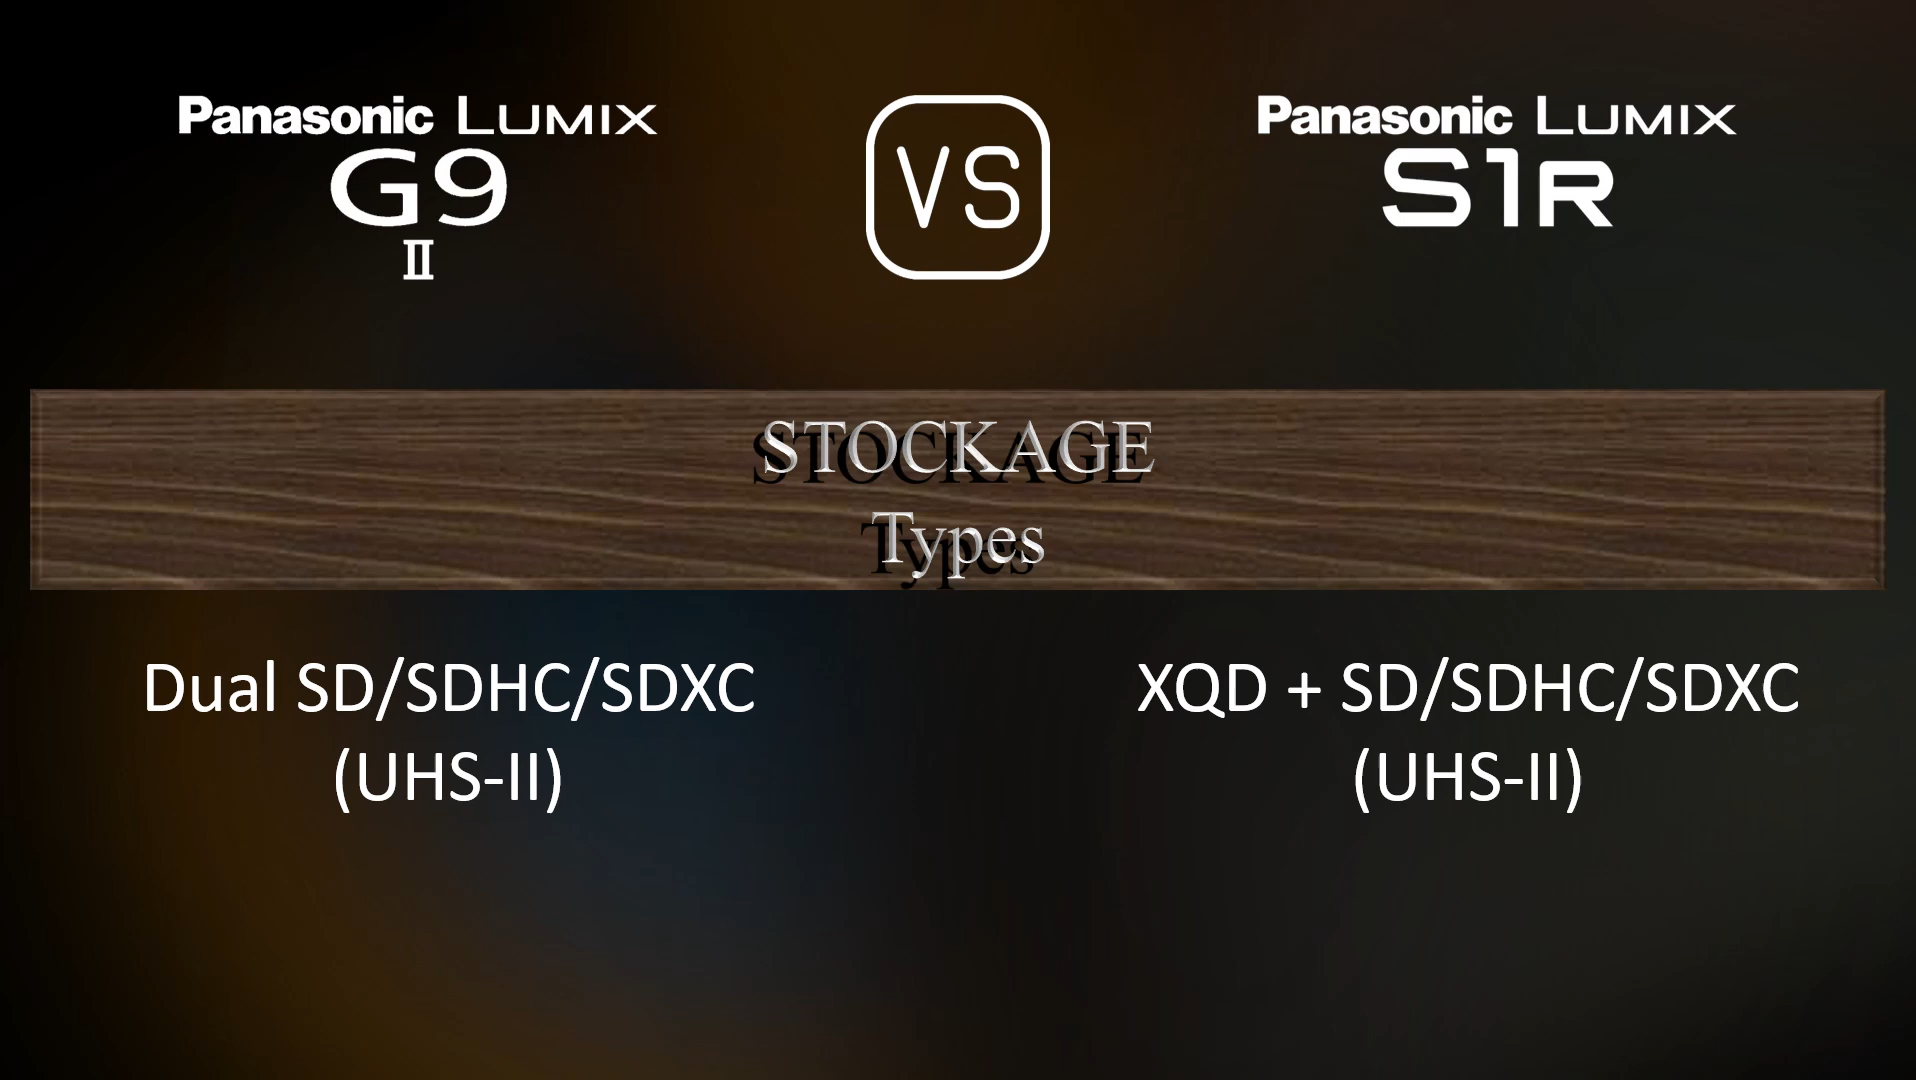 Panasonic LUMIX
G9
II
VS
Panasonic LUMIX
S1R
STOCKAGE
Types
Dual SD/SDHC/SDXC
(UHS-II)
XQD + SD/SDHC/SDXC
(UHS-II)